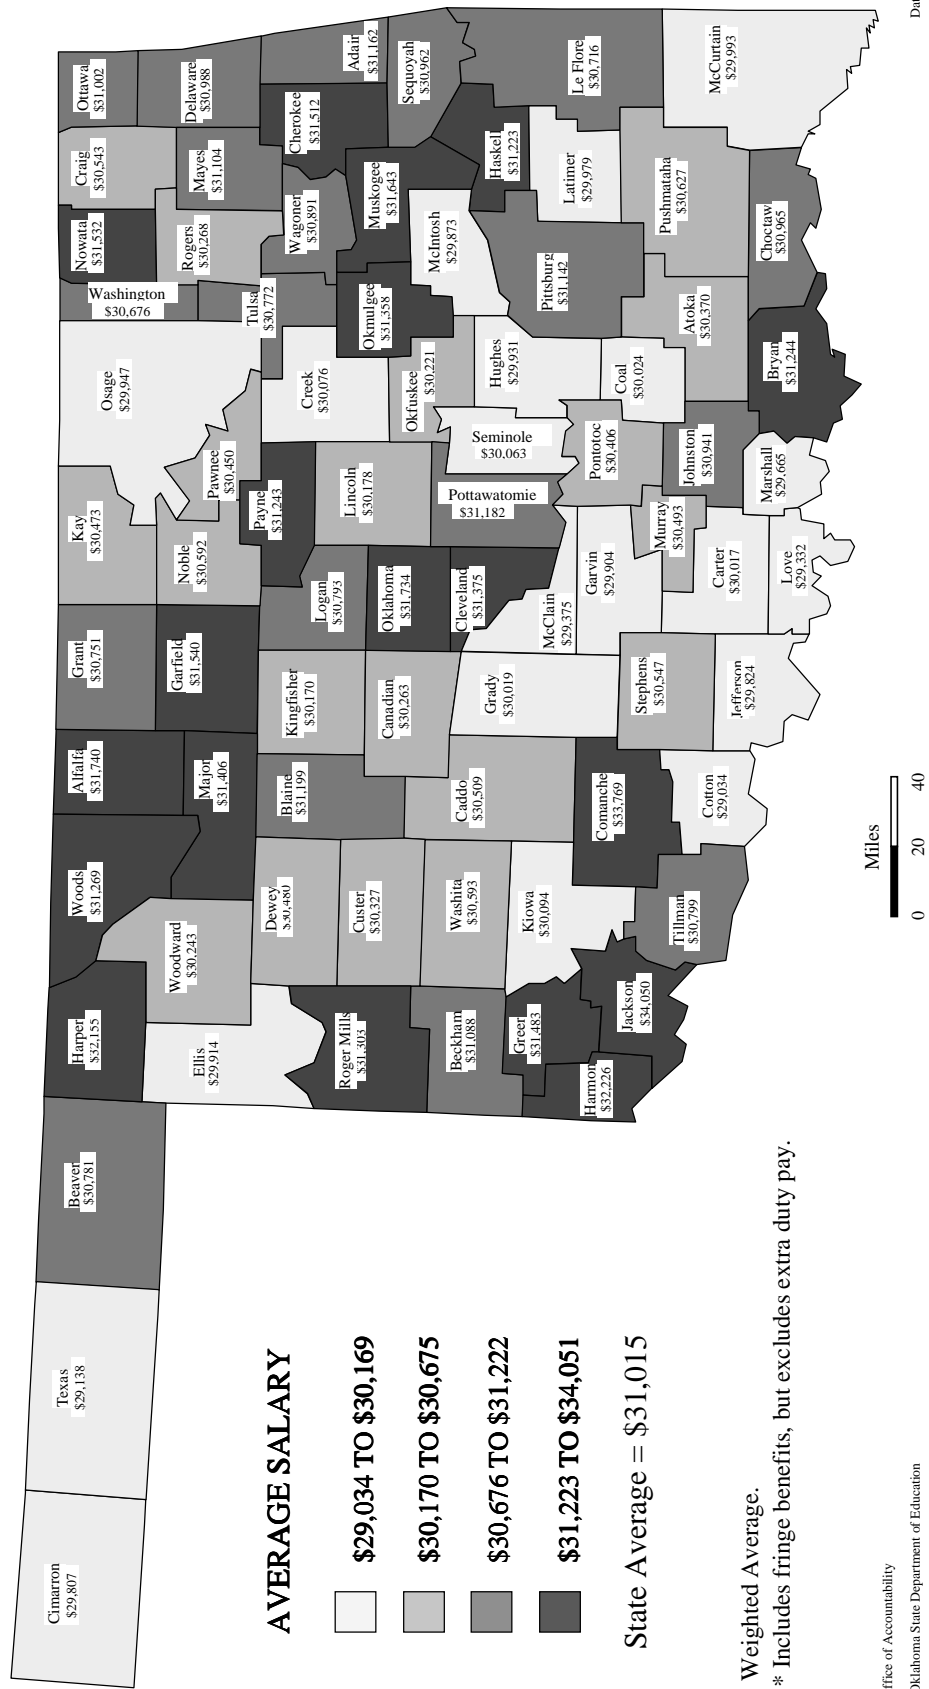 Cimarron
$29,807
Texas
$29,138
Beaver
$30,781
Harper
$32,155
Woods
$31,269
Alfalfa
$31,740
Grant
$30,751
Kay
$30,473
Osage
$29,947
Washington
$30,676
Nowata
$31,532
Craig
$30,543
Ottawa
$31,002
Ellis
$29,914
Woodward
$30,243
Major
$31,406
Garfield
$31,540
Noble
$30,592
Pawnee
$30,450
Tulsa
$30,772
Rogers
$30,268
Mayes
$31,104
Delaware
$30,988
Roger Mills
$31,303
Dewey
$30,480
Blaine
$31,199
Kingfisher
$30,170
Logan
$30,793
Payne
$31,243
Creek
$30,076
Wagoner
$30,891
Cherokee
$31,512
Adair
$31,162
Custer
$30,327
Canadian
$30,263
Oklahoma
$31,734
Lincoln
$30,178
Okfuskee
$30,221
Okmulgee
$31,358
Muskogee
$31,643
Sequoyah
$30,962
Beckham
$31,088
Washita
$30,593
Caddo
$30,509
Grady
$30,019
Cleveland
$31,375
Pottawatomie
$31,182
Seminole
$30,063
Hughes
$29,931
McIntosh
$29,873
Haskell
$31,223
Greer
$31,483
Kiowa
$30,094
McClain
$29,375
Garvin
$29,904
Pontotoc
$30,406
Coal
$30,024
Pittsburg
$31,142
Latimer
$29,979
Le Flore
$30,716
Harmon
$32,226
Jackson
$34,050
Comanche
$33,769
Stephens
$30,547
Murray
$30,493
Johnston
$30,941
Atoka
$30,370
Pushmataha
$30,627
McCurtain
$29,993
Tillman
$30,799
Cotton
$29,034
Jefferson
$29,824
Carter
$30,017
Love
$29,332
Marshall
$29,665
Bryan
$31,244
Choctaw
$30,965
AVERAGE SALARY
$29,034 TO $30,169
$30,170 TO $30,675
$30,676 TO $31,222
$31,223 TO $34,051
State Average = $31,015
Weighted Average.
* Includes fringe benefits, but excludes extra duty pay.
Miles
0 20 40
ffice of Accountability
klahoma State Department of Education